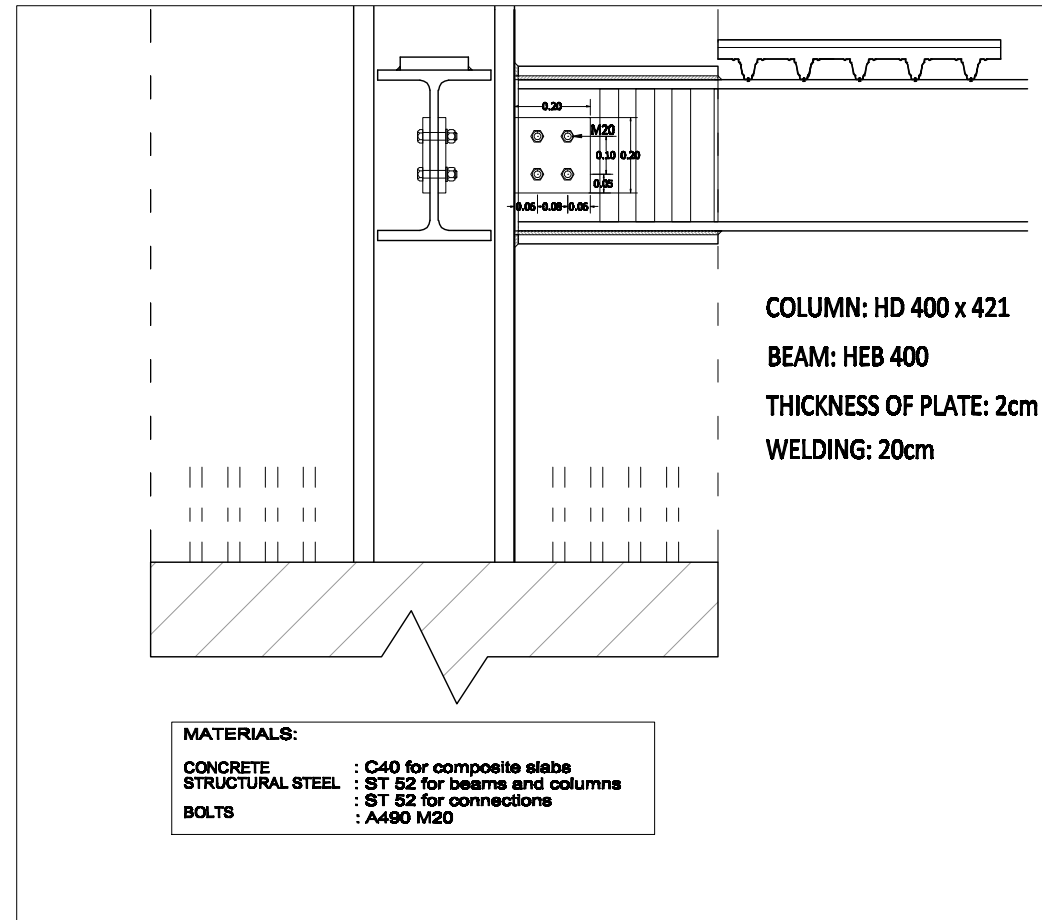 0.20
M20
0.10 0.20
0.05
0.06 0.08 0.06
COLUMN: HD 400 x 421
BEAM: HEB 400
THICKNESS OF PLATE: 2cm
WELDING: 20cm
MATERIALS:
CONCRETE : C40 for composite slabs
STRUCTURAL STEEL : ST 52 for beams and columns
: ST 52 for connections
BOLTS : A490 M20